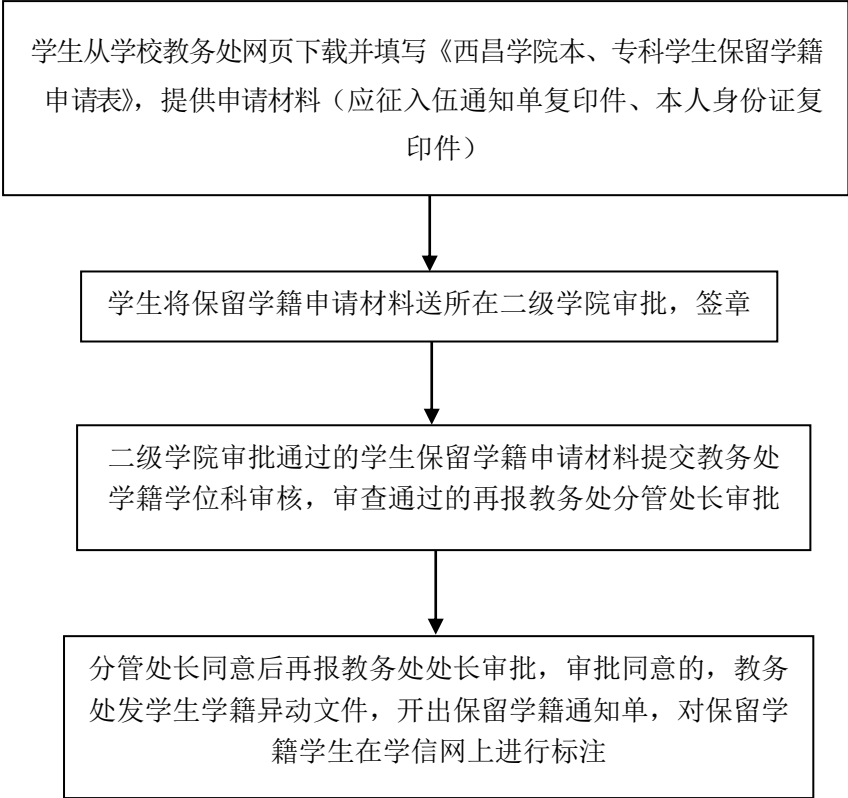 学生从学校教务处网页下载并填写《西昌学院本、专科学生保留学籍
申请表》，提供申请材料（应征入伍通知单复印件、本人身份证复
印件）
学生将保留学籍申请材料送所在二级学院审批，签章
二级学院审批通过的学生保留学籍申请材料提交教务处
学籍学位科审核，审查通过的再报教务处分管处长审批
分管处长同意后再报教务处处长审批，审批同意的，教务
处发学生学籍异动文件，开出保留学籍通知单，对保留学
籍学生在学信网上进行标注